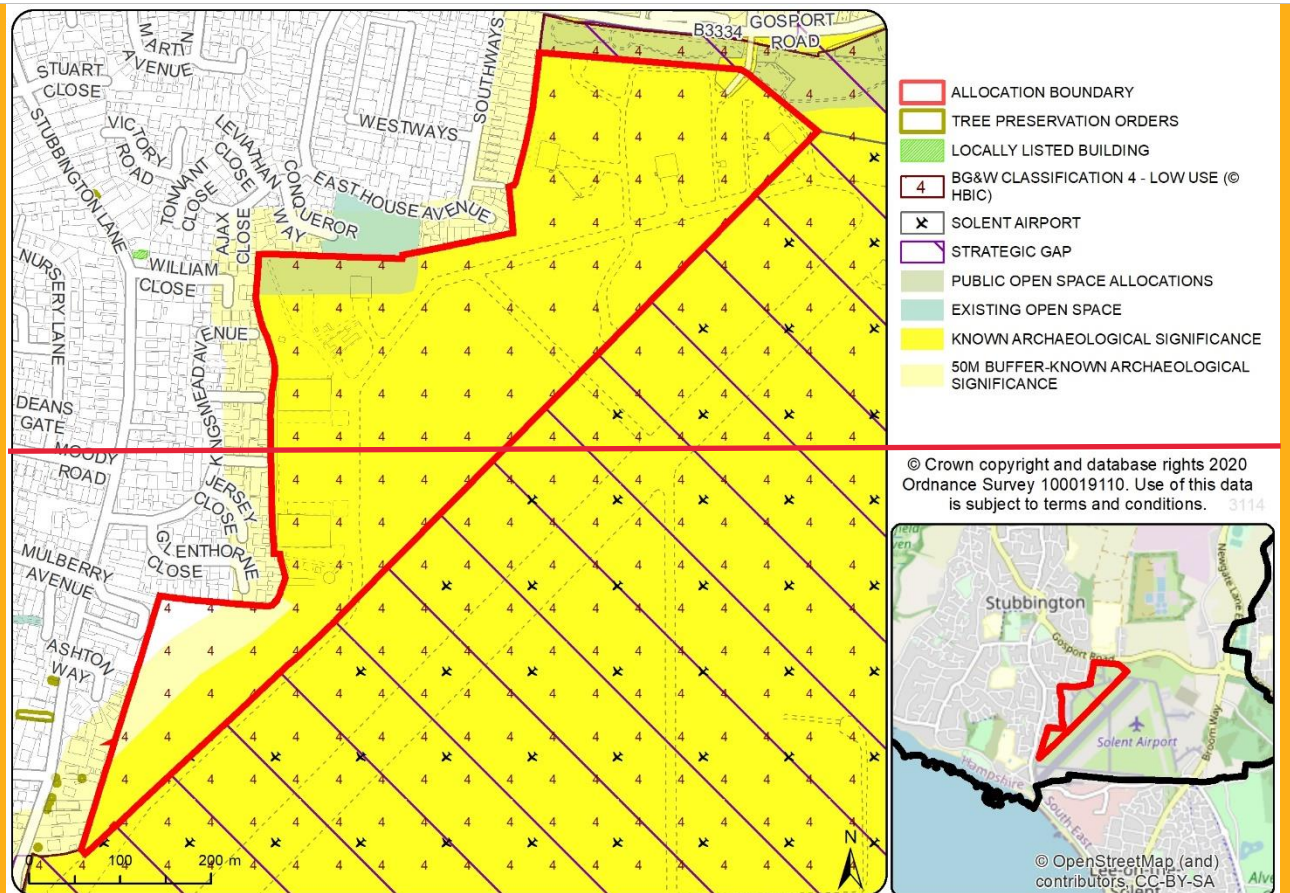 GOSPORT
ROAD
B3334
SOUTHWAYS
MARTIN
AVENUE
STUART
CLOSE
STUBBINGTON LANE
VICTORY
ROAD
TONNANT
CLOSE
LEVIATHAN
CLOSE
CONQUEROR
WAY
WESTWAYS
EAST HOUSE AVENUE
AJAX
CLOSE
WILLIAM
CLOSE
NURSERY LANE
ENUE
KINGSMEAD AV
DEANS
GATE
MOODY
ROAD
JERSEY
CLOSE
GLENTHORNE
CLOSE
MULBERRY
AVENUE
ASHTON
WAY
0 100 200 m
N
ALLOCATION BOUNDARY
TREE PRESERVATION ORDERS
LOCALLY LISTED BUILDING
4 BG&W CLASSIFICATION 4 - LOW USE (©
HBIC)
SOLENT AIRPORT
STRATEGIC GAP
PUBLIC OPEN SPACE ALLOCATIONS
EXISTING OPEN SPACE
KNOWN ARCHAEOLOGICAL SIGNIFICANCE
50M BUFFER-KNOWN ARCHAEOLOGICAL
SIGNIFICANCE
© Crown copyright and database rights 2020
Ordnance Survey 100019110. Use of this data
is subject to terms and conditions. 3114
Stubbington
Gosport Road
Newgate Lane E
Broom Way
Solent Airport
Hampshire
South East
© OpenStreetMap (and)
contributors, CC-BY-SA